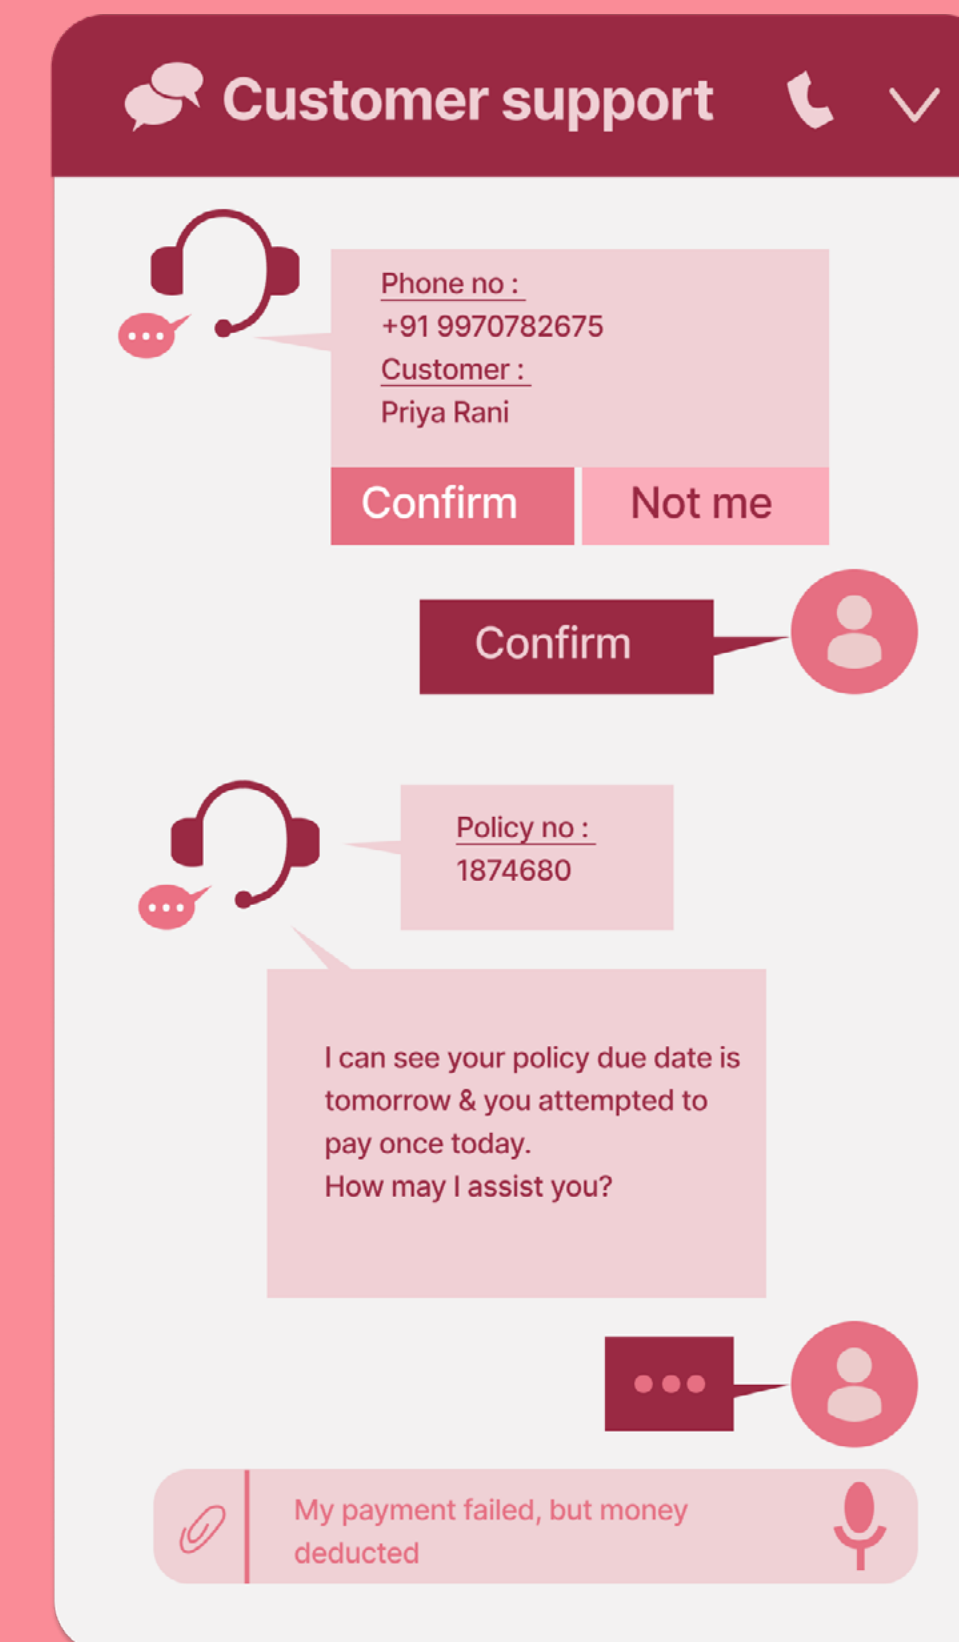 Customer support
Phone no :
+91 9970782675
Customer :
Priya Rani
Confirm
Not me
Confirm
Policy no :
1874680
I can see your policy due date is
tomorrow & you attempted to
pay once today.
How may I assist you?
My payment failed, but money
deducted